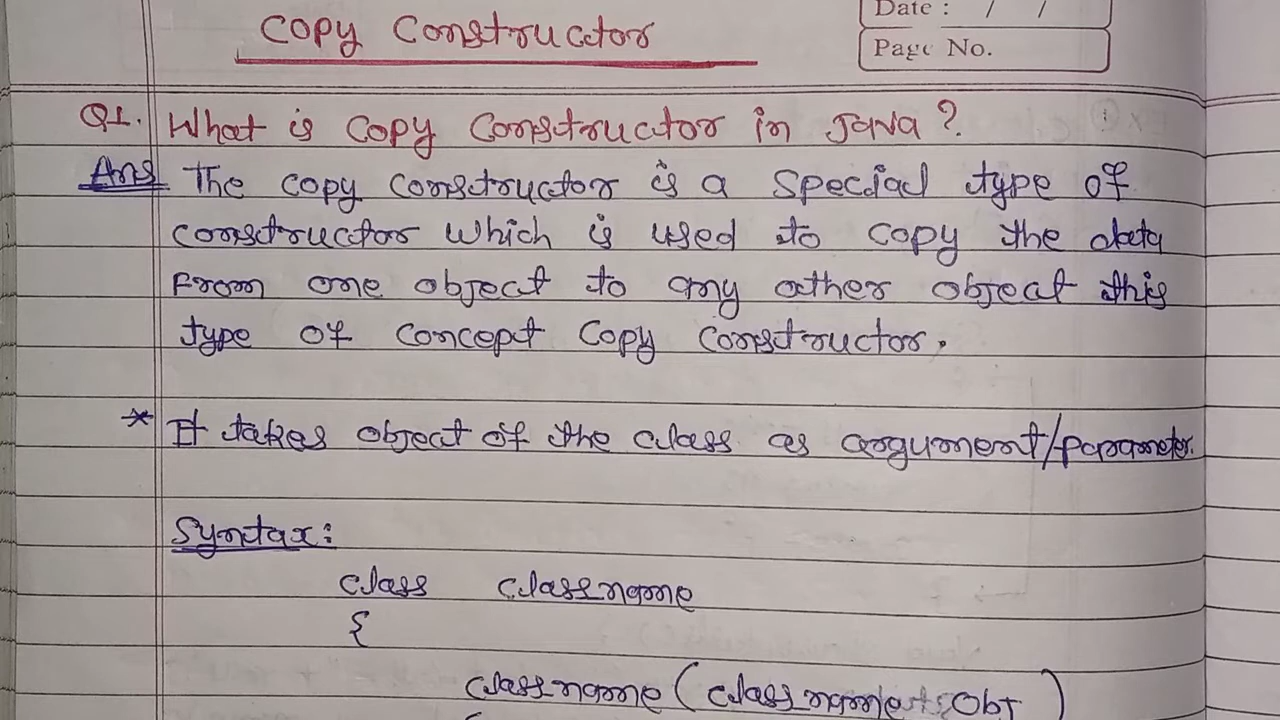 Copy Constructor
Date : / /
Page No.
Q1. What is Copy Constructor in Java ?
Ans The copy constructor is a special type of
constructor which is used to copy the data
from one object to any other object this
type of concept copy constructor.
* It takes object of the class as argument/parameter.
Syntax:
class classname
{
classname (classname obj )
{